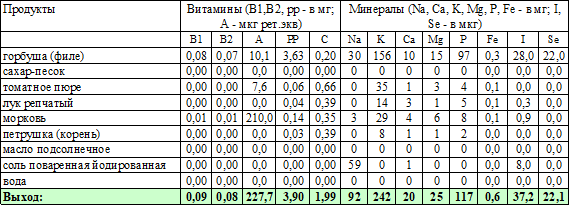 Продукты Витамины (В1,В2, рр - в мг; Минералы (Na, Ca, K, Mg, P, Fe - в мг; I,
А - мкг рет.экв) Se - в мкг)
В1 В2 А РР С Na K Ca Mg P Fe I Se
горбуша (филе) 0,08 0,07 10,1 3,63 0,20 30 156 10 15 97 0,3 28,0 22,0
сахар-песок 0,00 0,00 0,0 0,00 0,00 0 0 0 0 0 0,0 0,0 0,0
томатное пюре 0,00 0,00 7,6 0,06 0,66 0 35 1 3 4 0,1 0,0 0,0
лук репчатый 0,00 0,00 0,0 0,04 0,39 0 14 3 1 5 0,1 0,3 0,0
морковь 0,01 0,01 210,0 0,14 0,35 3 29 4 6 8 0,1 0,9 0,0
петрушка (корень) 0,00 0,00 0,0 0,03 0,39 0 8 1 1 2 0,0 0,0 0,0
масло подсолнечное 0,00 0,00 0,0 0,00 0,00 0 0 0 0 0 0,0 0,0 0,0
соль поваренная йодированная 0,00 0,00 0,0 0,00 0,00 59 0 1 0 0 0,0 8,0 0,0
вода 0,00 0,00 0,0 0,00 0,00 0 0 0 0 0 0,0 0,0 0,0
Выход: 0,09 0,08 227,7 3,90 1,99 92 242 20 25 117 0,6 37,2 22,1